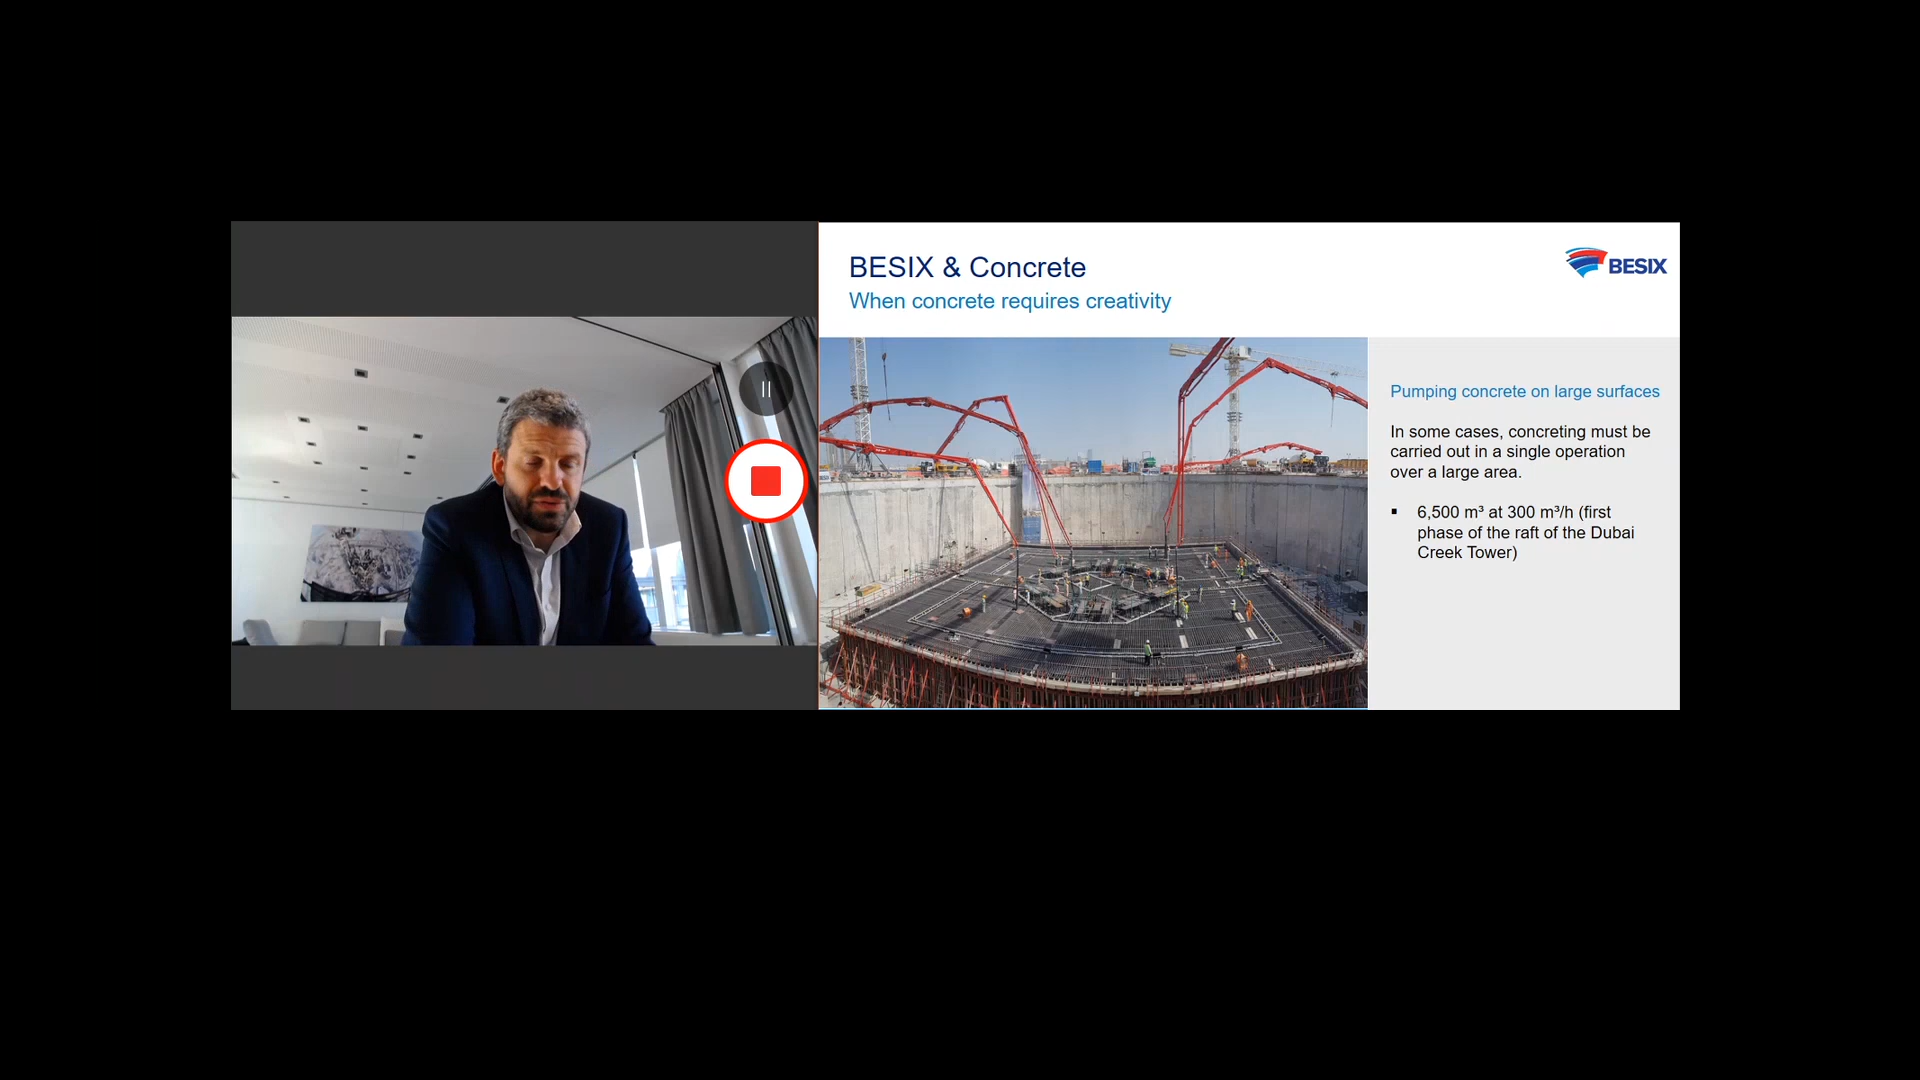 BESIX & Concrete
When concrete requires creativity
BESIX
Pumping concrete on large surfaces
In some cases, concreting must be
carried out in a single operation
over a large area.
▪ 6,500 m³ at 300 m³/h (first
phase of the raft of the Dubai
Creek Tower)